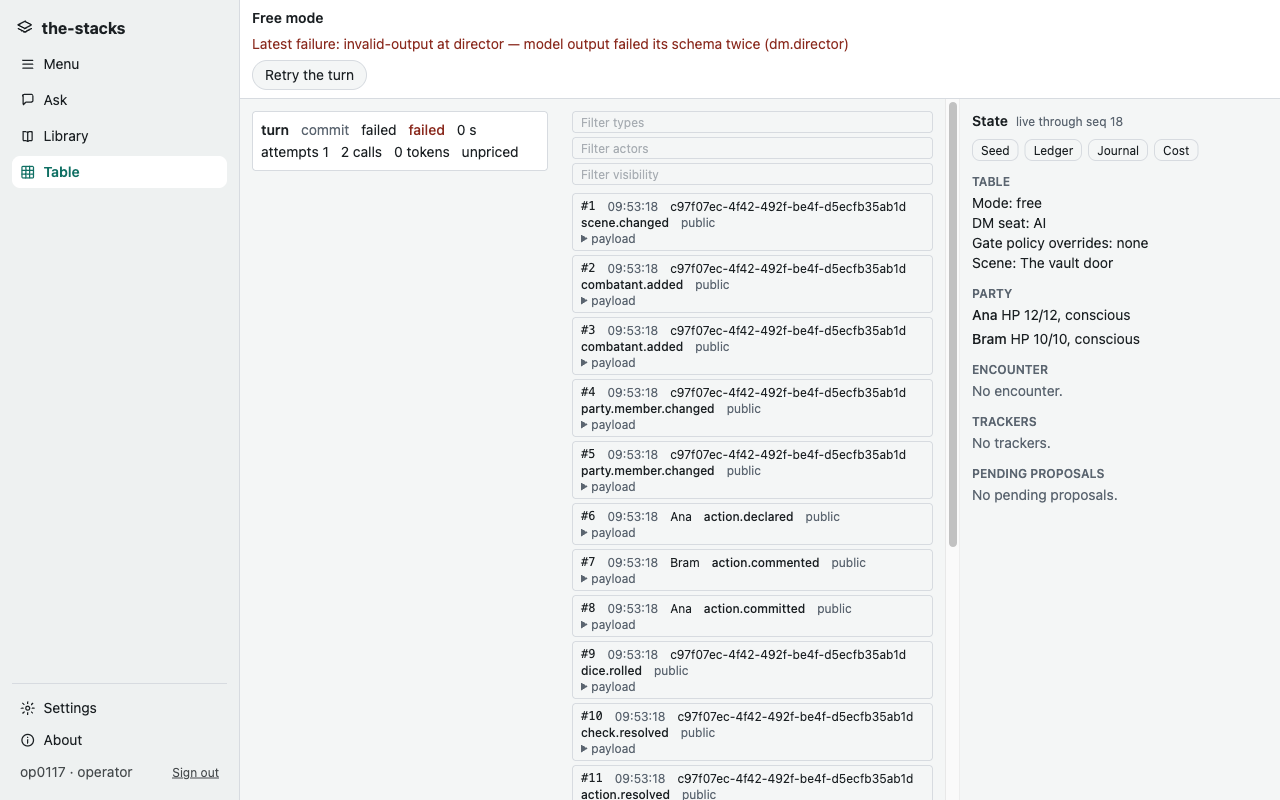 the-stacks
Menu
Ask
Library
Table
Settings
About
op0117 · operator
Sign out
Free mode
Latest failure: invalid-output at director — model output failed its schema twice (dm.director)
Retry the turn
turn commit failed failed 0 s
attempts 1 2 calls 0 tokens unpriced
Filter types
Filter actors
Filter visibility
#1 09:53:18 c97f07ec-4f42-492f-be4f-d5ecfb35ab1d
scene.changed public
payload
#2 09:53:18 c97f07ec-4f42-492f-be4f-d5ecfb35ab1d
combatant.added public
payload
#3 09:53:18 c97f07ec-4f42-492f-be4f-d5ecfb35ab1d
combatant.added public
payload
#4 09:53:18 c97f07ec-4f42-492f-be4f-d5ecfb35ab1d
party.member.changed public
payload
#5 09:53:18 c97f07ec-4f42-492f-be4f-d5ecfb35ab1d
party.member.changed public
payload
#6 09:53:18 Ana action.declared public
payload
#7 09:53:18 Bram action.commented public
payload
#8 09:53:18 Ana action.committed public
payload
#9 09:53:18 c97f07ec-4f42-492f-be4f-d5ecfb35ab1d
dice.rolled public
payload
#10 09:53:18 c97f07ec-4f42-492f-be4f-d5ecfb35ab1d
check.resolved public
payload
#11 09:53:18 c97f07ec-4f42-492f-be4f-d5ecfb35ab1d
action.resolved public
State live through seq 18
Seed Ledger Journal Cost
TABLE
Mode: free
DM seat: AI
Gate policy overrides: none
Scene: The vault door
PARTY
Ana HP 12/12, conscious
Bram HP 10/10, conscious
ENCOUNTER
No encounter.
TRACKERS
No trackers.
PENDING PROPOSALS
No pending proposals.